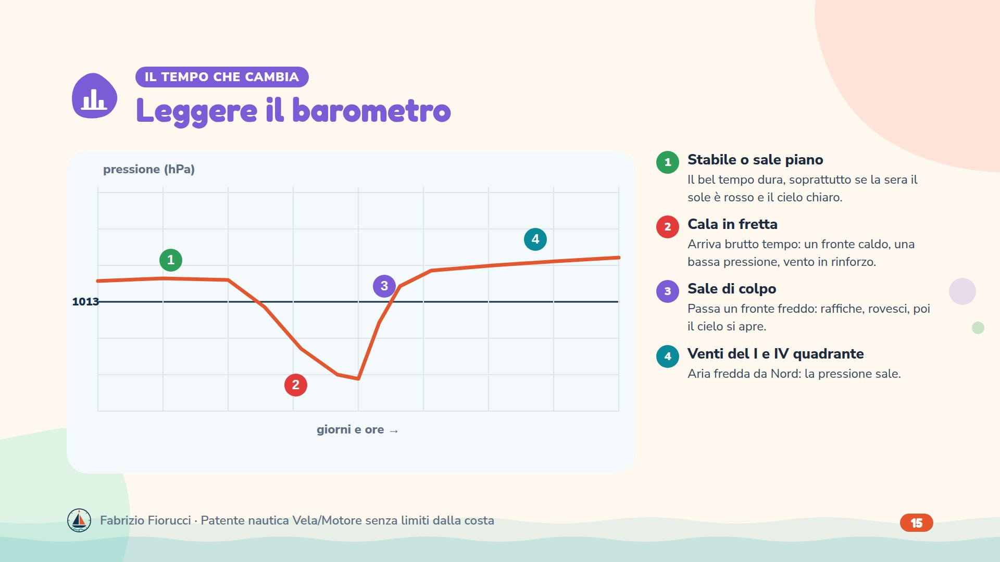 IL TEMPO CHE CAMBIA
Leggere il barometro
pressione (hPa)
1
2
3
4
1013
giorni e ore →
1
Stabile o sale piano
Il bel tempo dura, soprattutto se la sera il
sole è rosso e il cielo chiaro.
2
Cala in fretta
Arriva brutto tempo: un fronte caldo, una
bassa pressione, vento in rinforzo.
3
Sale di colpo
Passa un fronte freddo: raffiche, rovesci, poi
il cielo si apre.
4
Venti del I e IV quadrante
Aria fredda da Nord: la pressione sale.
Fabrizio Fiorucci · Patente nautica Vela/Motore senza limiti dalla costa
15